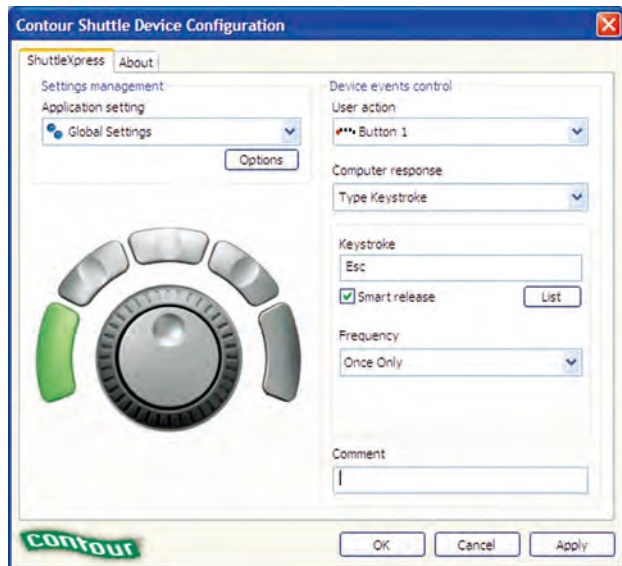 Contour Shuttle Device Configuration
ShuttleXpress
About
Settings management
Application setting
Global Settings
Options
Device events control
User action
Button 1
Computer response
Type Keystroke
Keystroke
Esc
Smart release
List
Frequency
Once Only
Comment
contour
OK
Cancel
Apply